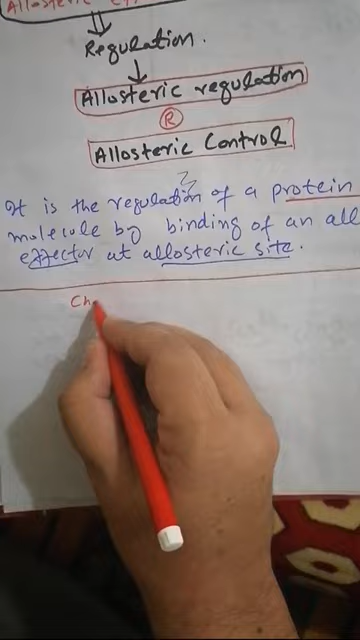 Allosteric
Regulation.
Allosteric regulation
R
Allosteric Control
It is the regulation of a protein
molecule by binding of an all
effector at allosteric site.
Ch